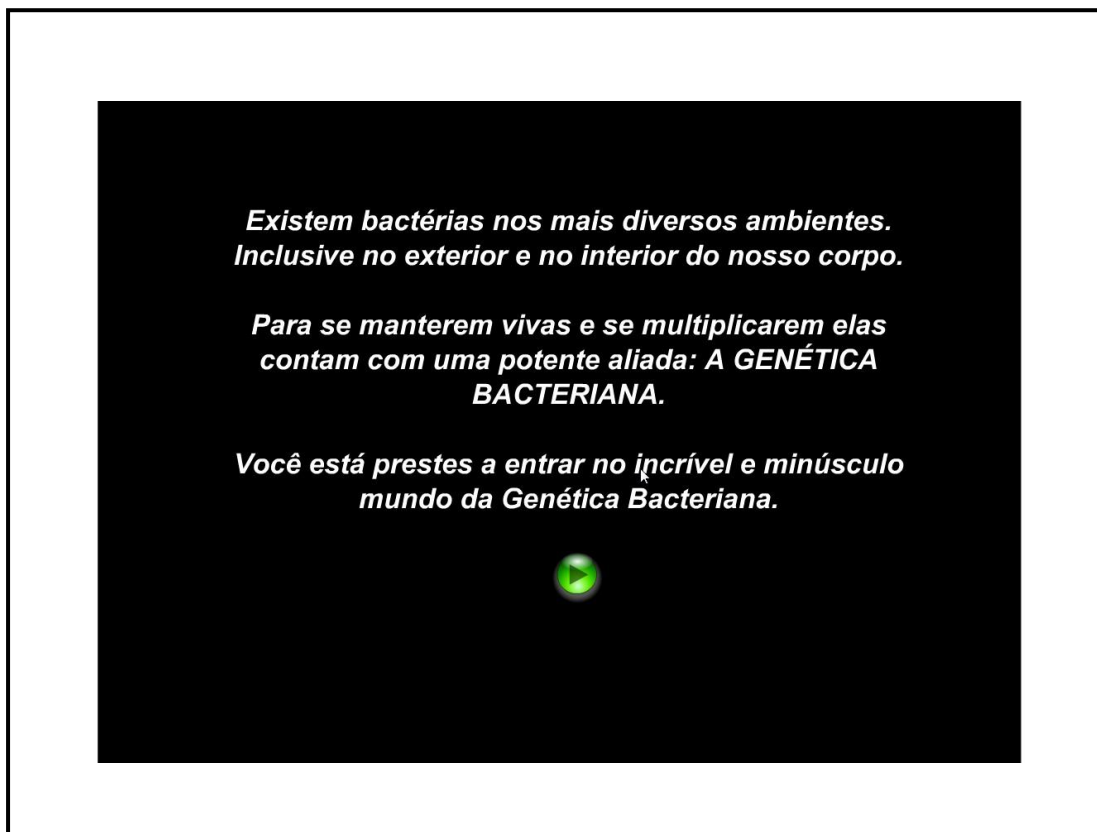 Existem bactérias nos mais diversos ambientes.
Inclusive no exterior e no interior do nosso corpo.
Para se manterem vivas e se multiplicarem elas
contam com uma potente aliada: A GENÉTICA
BACTERIANA.
Você está prestes a entrar no incrível e minúsculo
mundo da Genética Bacteriana.